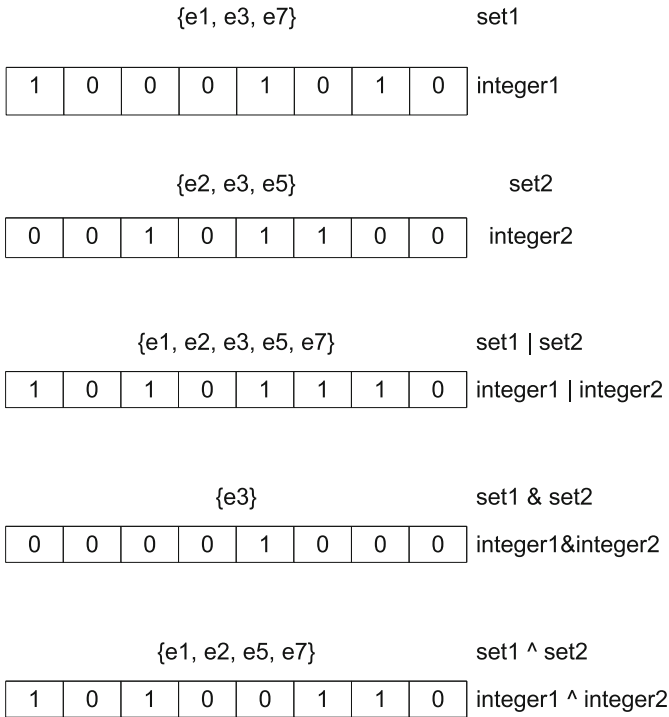 {e1, e3, e7} set1
1 0 0 0 1 0 1 0 integer1
{e2, e3, e5} set2
0 0 1 0 1 1 0 0 integer2
{e1, e2, e3, e5, e7} set1 | set2
1 0 1 0 1 1 1 0 integer1 | integer2
{e3} set1 & set2
0 0 0 0 1 0 0 0 integer1&integer2
{e1, e2, e5, e7} set1 ^ set2
1 0 1 0 0 1 1 0 integer1 ^ integer2